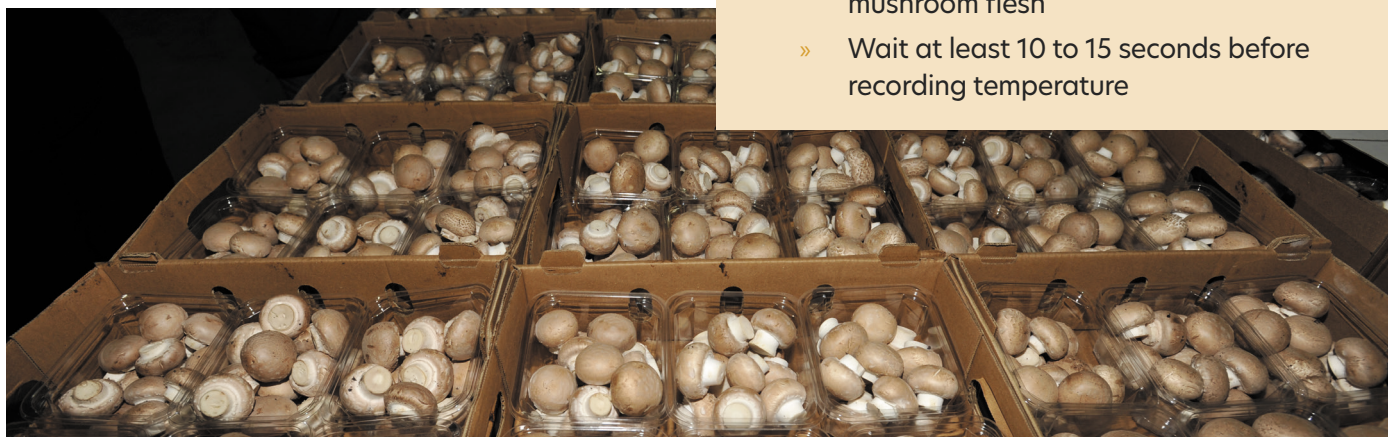 mushroom flesh
» Wait at least 10 to 15 seconds before
recording temperature